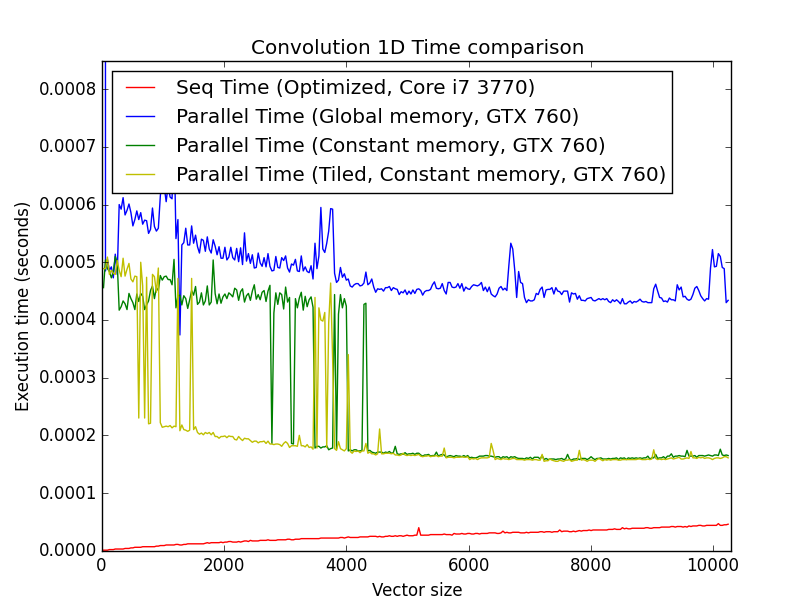 Convolution 1D Time comparison
Seq Time (Optimized, Core i7 3770)
Parallel Time (Global memory, GTX 760)
Parallel Time (Constant memory, GTX 760)
Parallel Time (Tiled, Constant memory, GTX 760)
Execution time (seconds)
0.0008
0.0007
0.0006
0.0005
0.0004
0.0003
0.0002
0.0001
0.0000
0 2000 4000 6000 8000 10000
Vector size